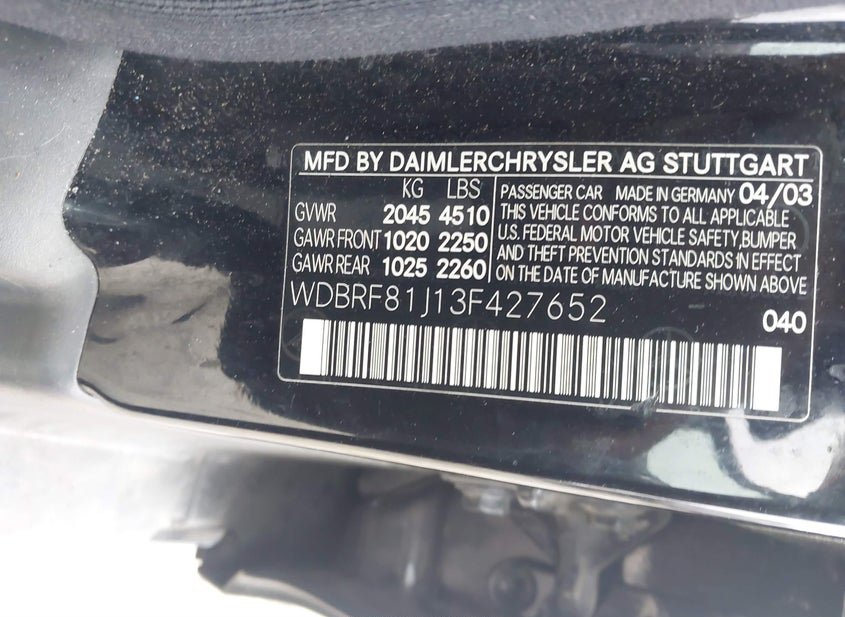 MFD BY DAIMLERCHRYSLER AG STUTTGART
KG LBS
GVWR 2045 4510
GAWR FRONT 1020 2250
GAWR REAR 1025 2260
PASSENGER CAR MADE IN GERMANY 04/03
THIS VEHICLE CONFORMS TO ALL APPLICABLE
U.S. FEDERAL MOTOR VEHICLE SAFETY,BUMPER
AND THEFT PREVENTION STANDARDS IN EFFECT
ON THE DATE OF MANUFACTURE SHOWN ABOVE
WDBRF81J13F427652
040